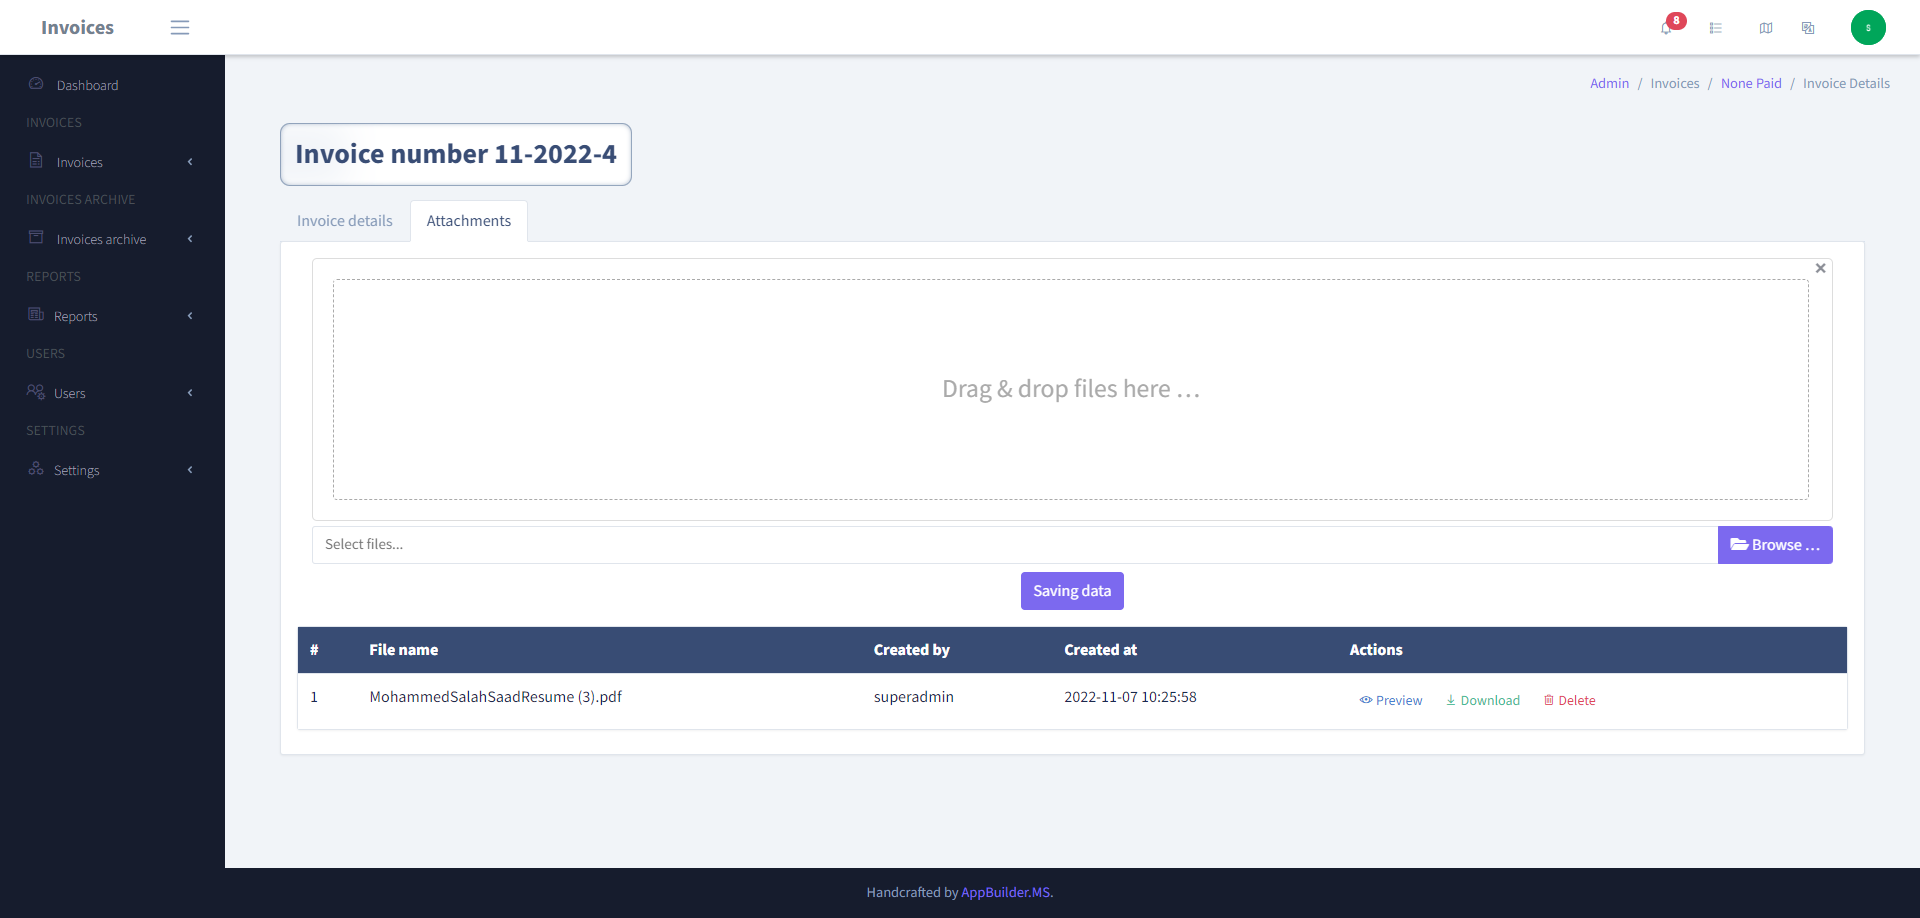 Invoices
8
S
Dashboard
INVOICES
Invoices
INVOICES ARCHIVE
Invoices archive
REPORTS
Reports
USERS
Users
SETTINGS
Settings
Admin / Invoices / None Paid / Invoice Details
Invoice number 11-2022-4
Invoice details
Attachments
×
Drag & drop files here …
Select files...
Browse …
Saving data
# File name Created by Created at Actions
1 MohammedSalahSaadResume (3).pdf superadmin 2022-11-07 10:25:58 Preview Download Delete
Handcrafted by AppBuilder.MS.